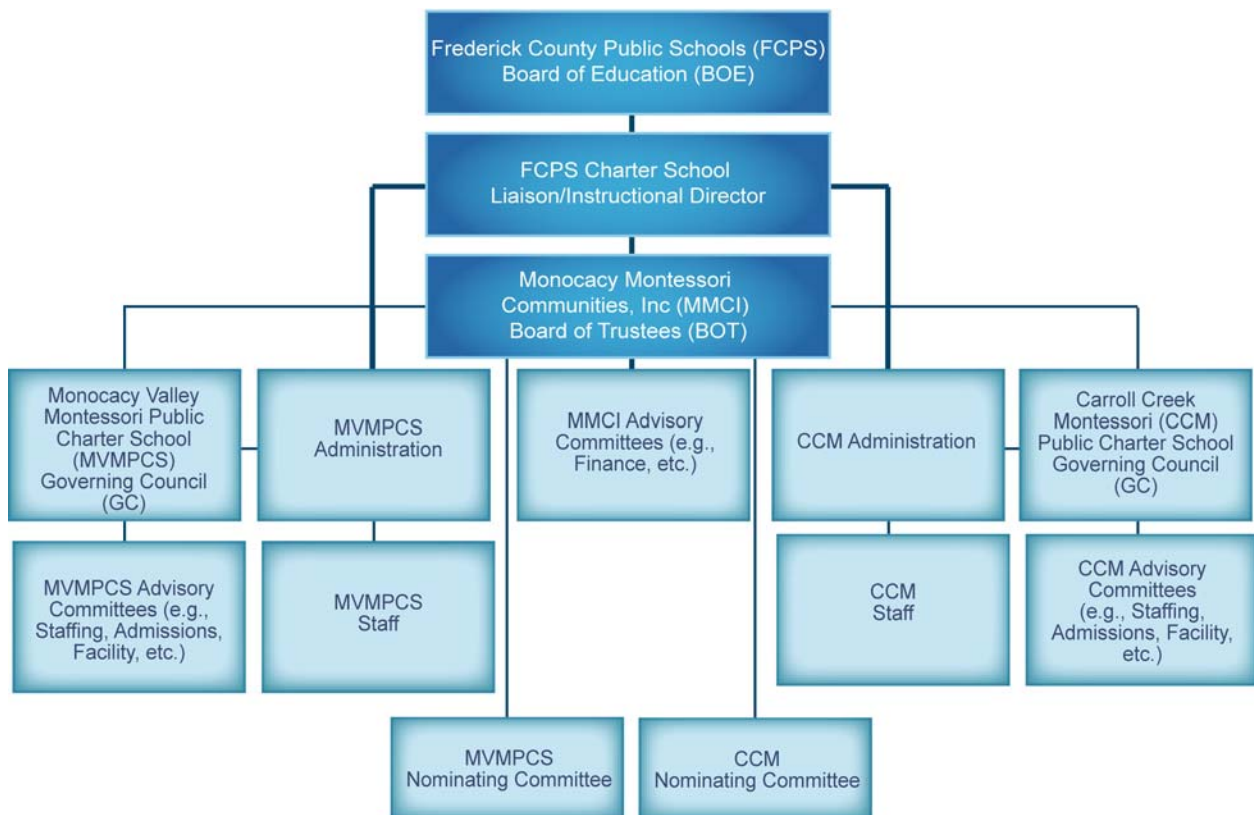 Frederick County Public Schools (FCPS)
Board of Education (BOE)
FCPS Charter School
Liaison/Instructional Director
Monocacy Montessori
Communities, Inc (MMCI)
Board of Trustees (BOT)
Monocacy Valley
Montessori Public
Charter School
(MVMPCS)
Governing Council
(GC)
MVMPCS
Administration
MMCI Advisory
Committees (e.g.,
Finance, etc.)
CCM Administration
Carroll Creek
Montessori (CCM)
Public Charter School
Governing Council
(GC)
MVMPCS Advisory
Committees (e.g.,
Staffing, Admissions,
Facility, etc.)
MVMPCS
Staff
CCM
Staff
CCM Advisory
Committees
(e.g., Staffing,
Admissions, Facility,
etc.)
MVMPCS
Nominating Committee
CCM
Nominating Committee